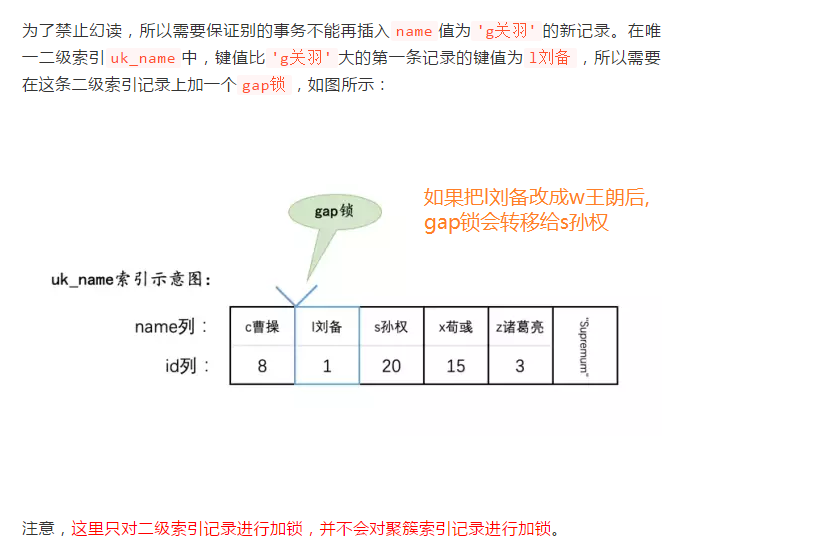 为了禁止幻读，所以需要保证别的事务不能再插入 name 值为 'g关羽' 的新记录。在唯
一二级索引 uk_name 中，键值比 'g关羽' 大的第一条记录的键值为 l刘备 ，所以需要
在这条二级索引记录上加一个 gap锁 ，如图所示：
如果把l刘备改成w王朗后,
gap锁会转移给s孙权
gap锁
uk_name索引示意图：
name列： c曹操 l刘备 s孙权 x荀彧 z诸葛亮 "Supremum"
id列： 8 1 20 15 3
注意，这里只对二级索引记录进行加锁，并不会对聚簇索引记录进行加锁。